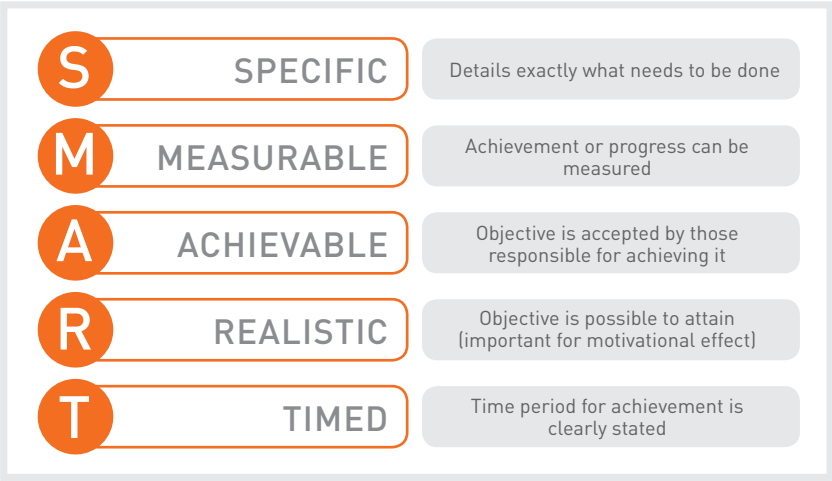 S SPECIFIC
Details exactly what needs to be done
M MEASURABLE
Achievement or progress can be
measured
A ACHIEVABLE
Objective is accepted by those
responsible for achieving it
R REALISTIC
Objective is possible to attain
(important for motivational effect)
T TIMED
Time period for achievement is
clearly stated